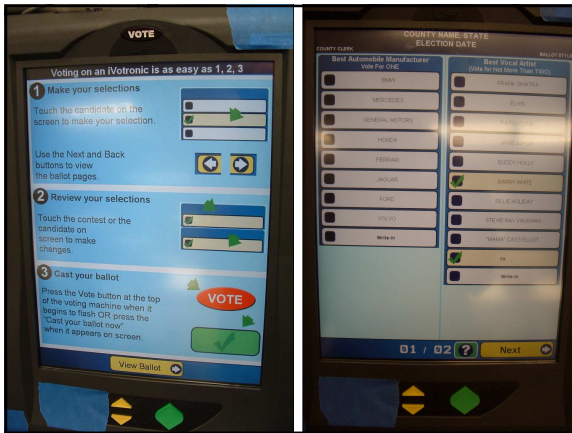 VOTE
Voting on an iVotronic is as easy as 1, 2, 3
1 Make your selections
Touch the candidate on the
screen to make your selection.
Use the Next and Back
buttons to view
the ballot pages.
2 Review your selections
Touch the contest or the
candidate on
screen to make
changes.
3 Cast your ballot
Press the Vote button at the top
of the voting machine when it
begins to flash OR press the
"Cast your ballot now"
when it appears on screen.
VOTE
View Ballot
COUNTY NAME, STATE
ELECTION DATE
COUNTY CLERK
BALLOT STYLE
Best Automobile Manufacturer
Vote For ONE
BMW
MERCEDES
GENERAL MOTORS
HONDA
FERRARI
JAGUAR
FORD
VOLVO
Write-in
Best Vocal Artist
(Vote for Not More Than TWO)
FRANK SINATRA
ELVIS
BUDDY HOLLY
BARRY WHITE
BILLIE HOLIDAY
STEVIE RAY VAUGHAN
"MAMA" CASS ELLIOT
Write-in
01 / 02 ? Next